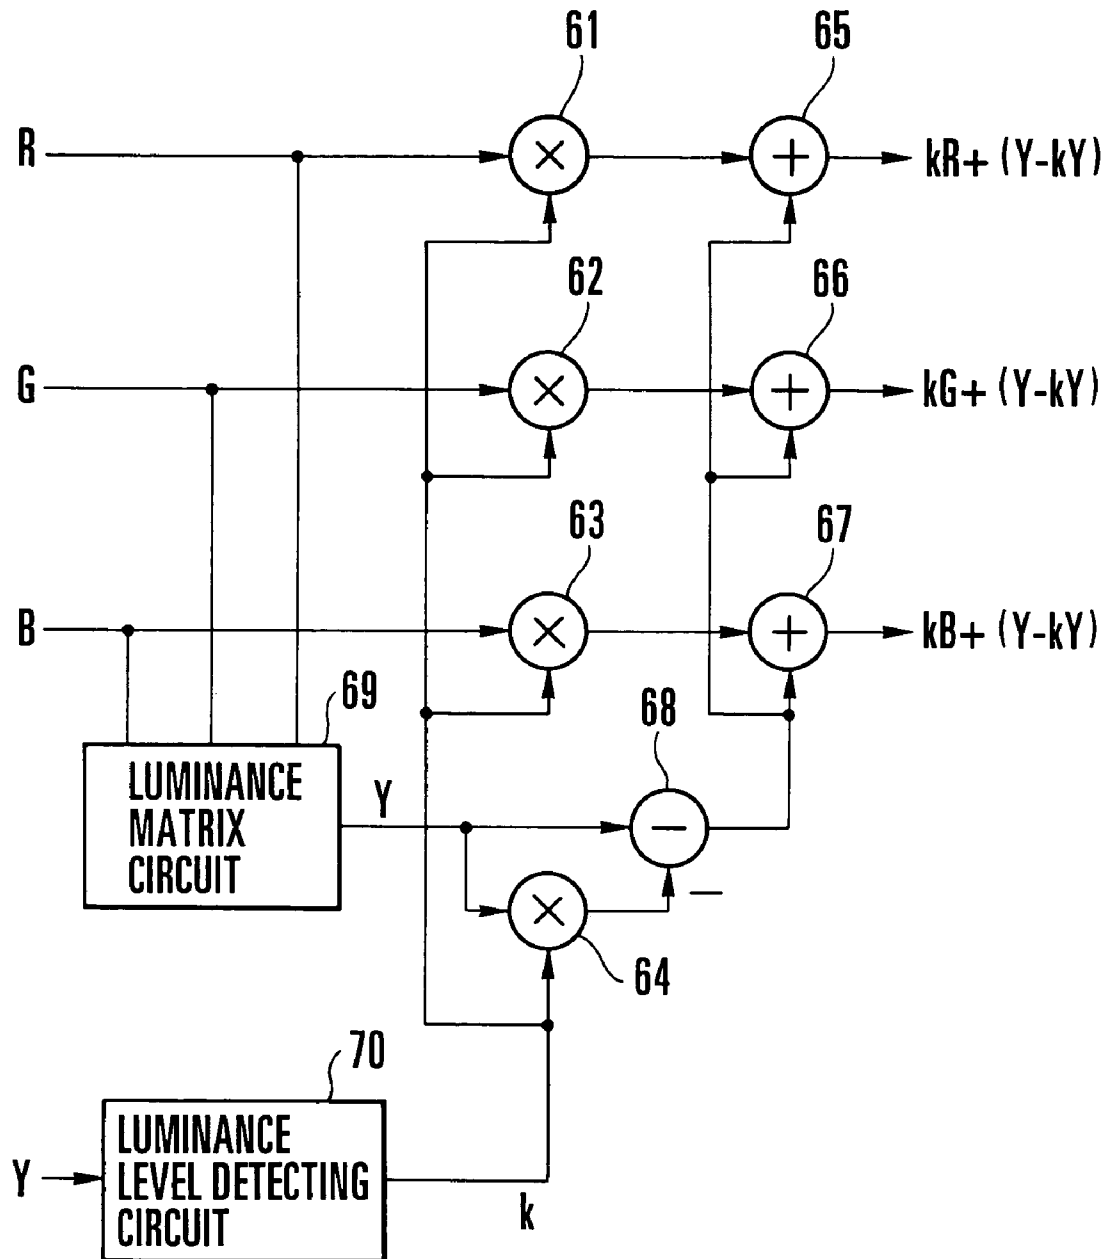 61
65
R
×
+
kR+ (Y-kY)
62
66
G
×
+
kG+ (Y-kY)
63
67
B
×
+
kB+ (Y-kY)
69
68
LUMINANCE
MATRIX
CIRCUIT
Y
−
×
−
64
70
Y
LUMINANCE
LEVEL DETECTING
CIRCUIT
k